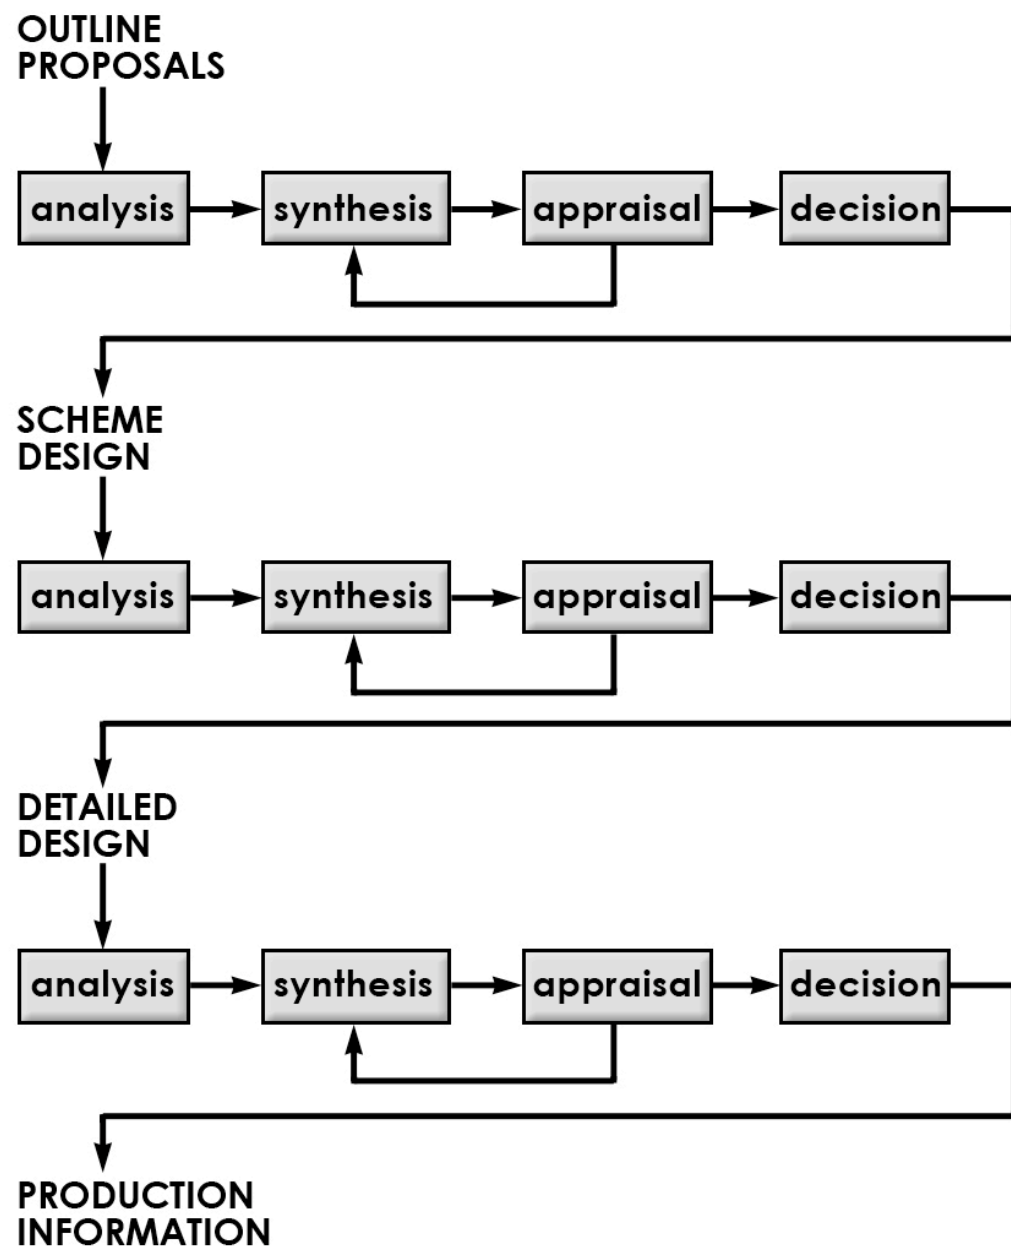 OUTLINE
PROPOSALS
analysis
synthesis
appraisal
decision
SCHEME
DESIGN
analysis
synthesis
appraisal
decision
DETAILED
DESIGN
analysis
synthesis
appraisal
decision
PRODUCTION
INFORMATION